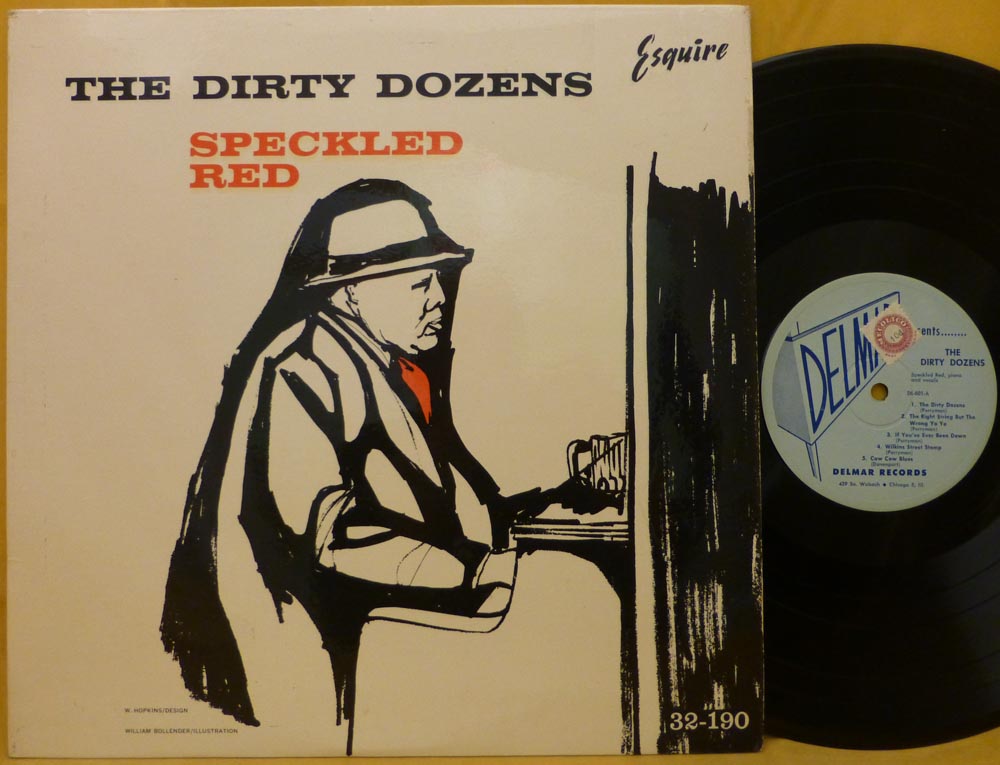 Esquire
THE DIRTY DOZENS
SPECKLED
RED
W. HOPKINS/DESIGN
WILLIAM BOLLENDER/ILLUSTRATION
32-190
DELMA
ents........
THE
DIRTY DOZENS
Speckled Red, piano
and vocals
1. The Dirty Dozens
(Perryman)
2. The Right String But The
Wrong Yo Yo
(Perryman)
3. If You've Ever Been Down
(Perryman)
4. Wilkins Street Stomp
(Perryman)
5. Cow Cow Blues
(Davenport)
DELMAR RECORDS
439 So. Wabash • Chicago 5, Ill.